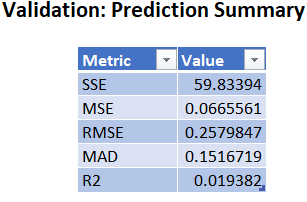 Validation: Prediction Summary
Metric Value
SSE 59.83394
MSE 0.0665561
RMSE 0.2579847
MAD 0.1516719
R2 0.019382